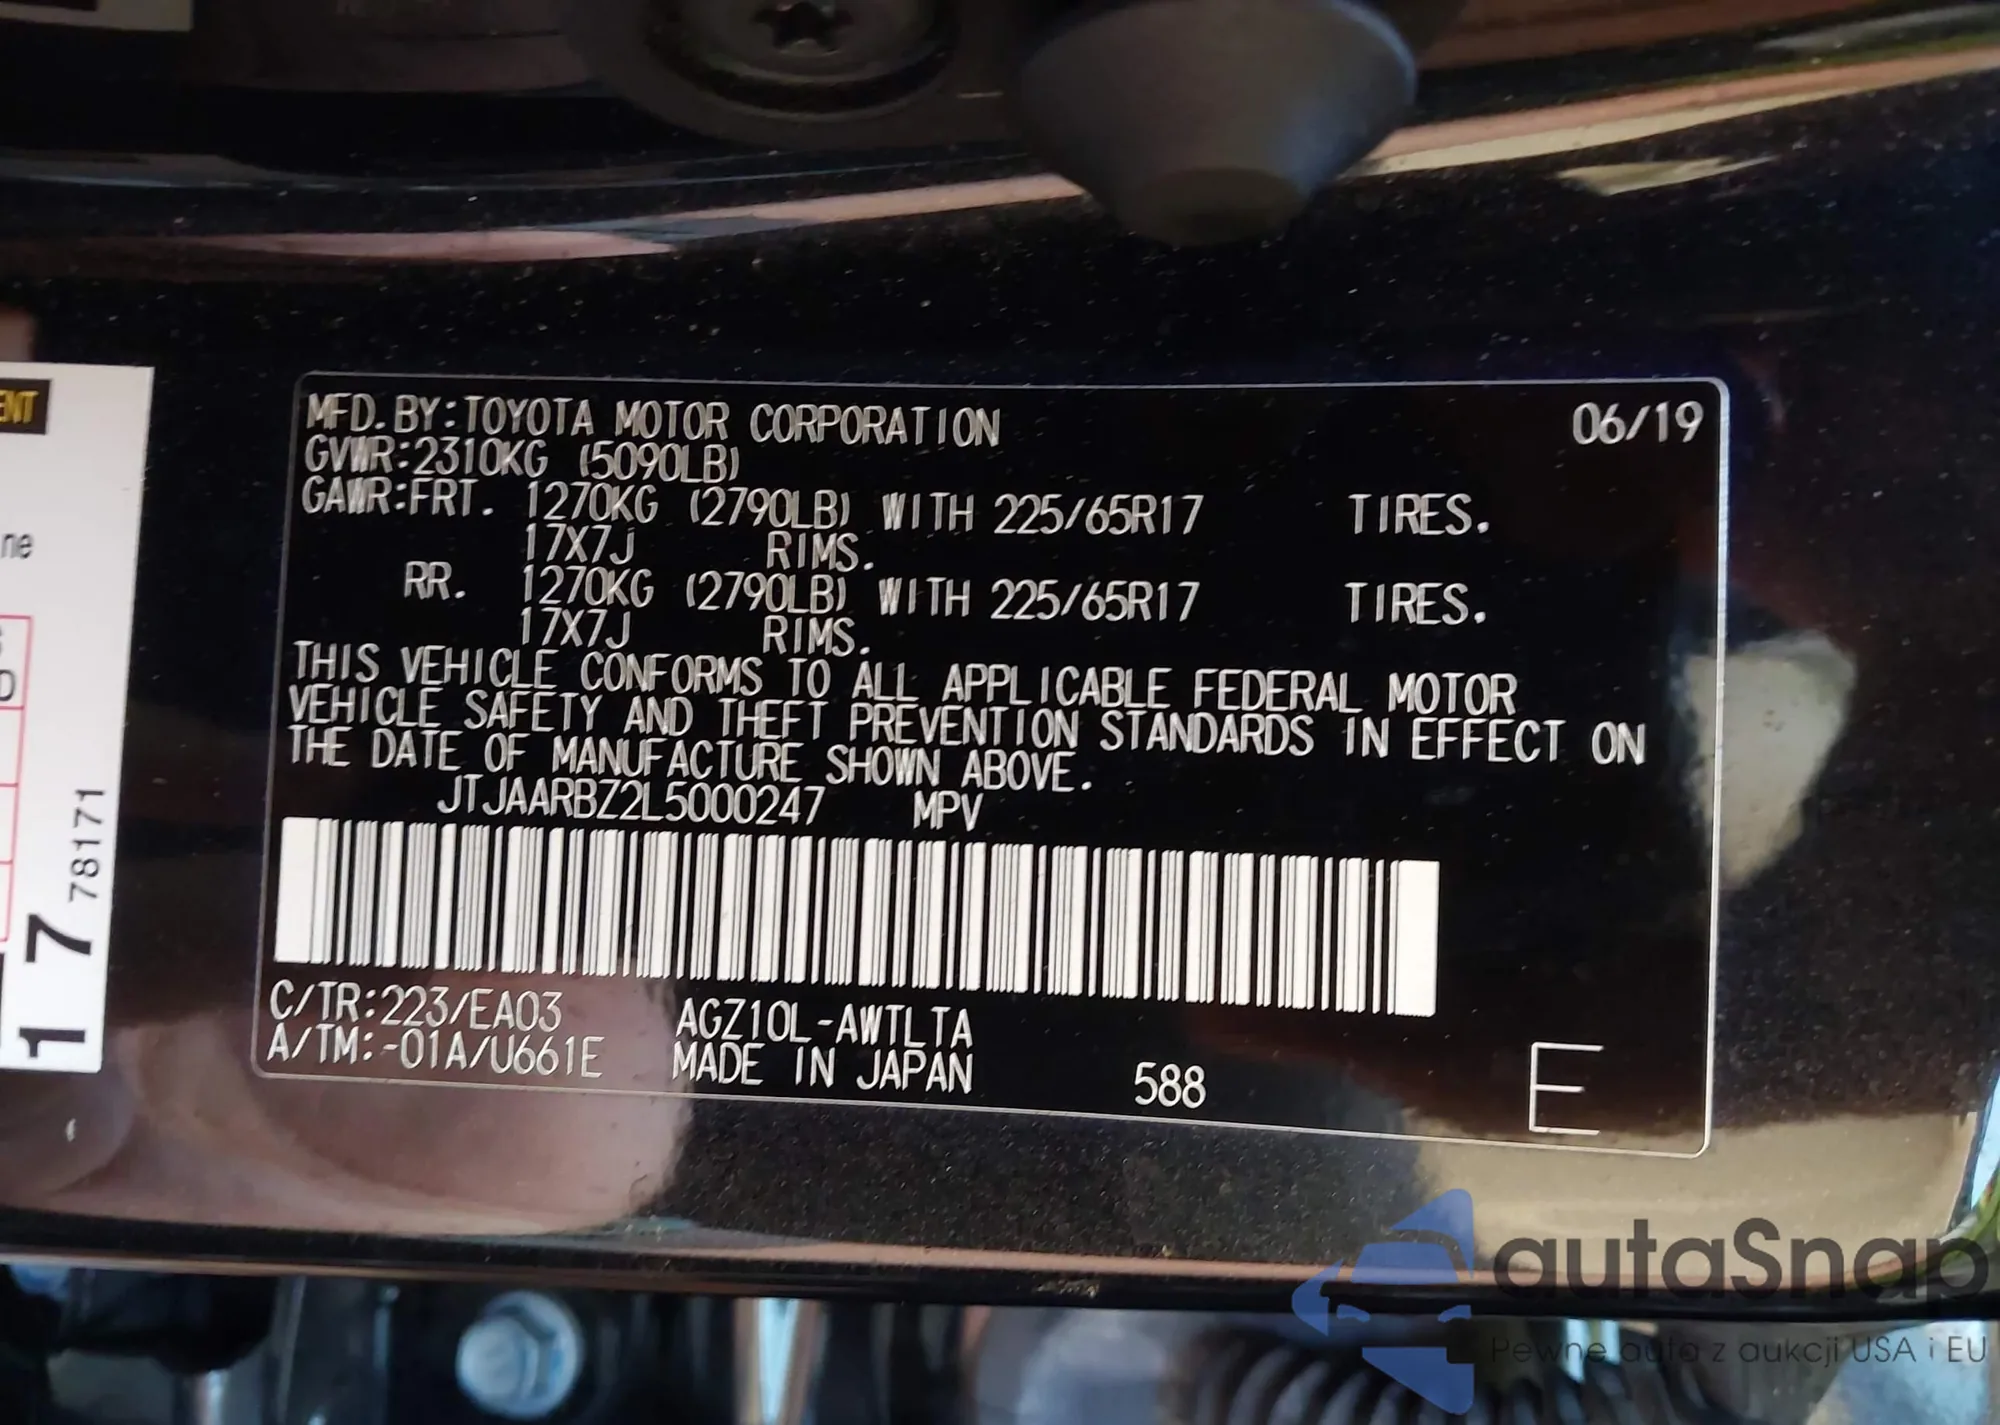 MFD. BY:TOYOTA MOTOR CORPORATION 06/19
GVWR:2310KG (5090LB)
GAWR:FRT. 1270KG (2790LB) WITH 225/65R17 TIRES.
17X7J RIMS.
RR. 1270KG (2790LB) WITH 225/65R17 TIRES.
17X7J RIMS.
THIS VEHICLE CONFORMS TO ALL APPLICABLE FEDERAL MOTOR
VEHICLE SAFETY AND THEFT PREVENTION STANDARDS IN EFFECT ON
THE DATE OF MANUFACTURE SHOWN ABOVE.
JTJAARBZ2L5000247 MPV
C/TR:223/EA03 AGZ10L-AWTLTA
A/TM:-01A/U661E MADE IN JAPAN 588 E
17 78171
autaSnap
Pewne auta z aukcji USA i EU